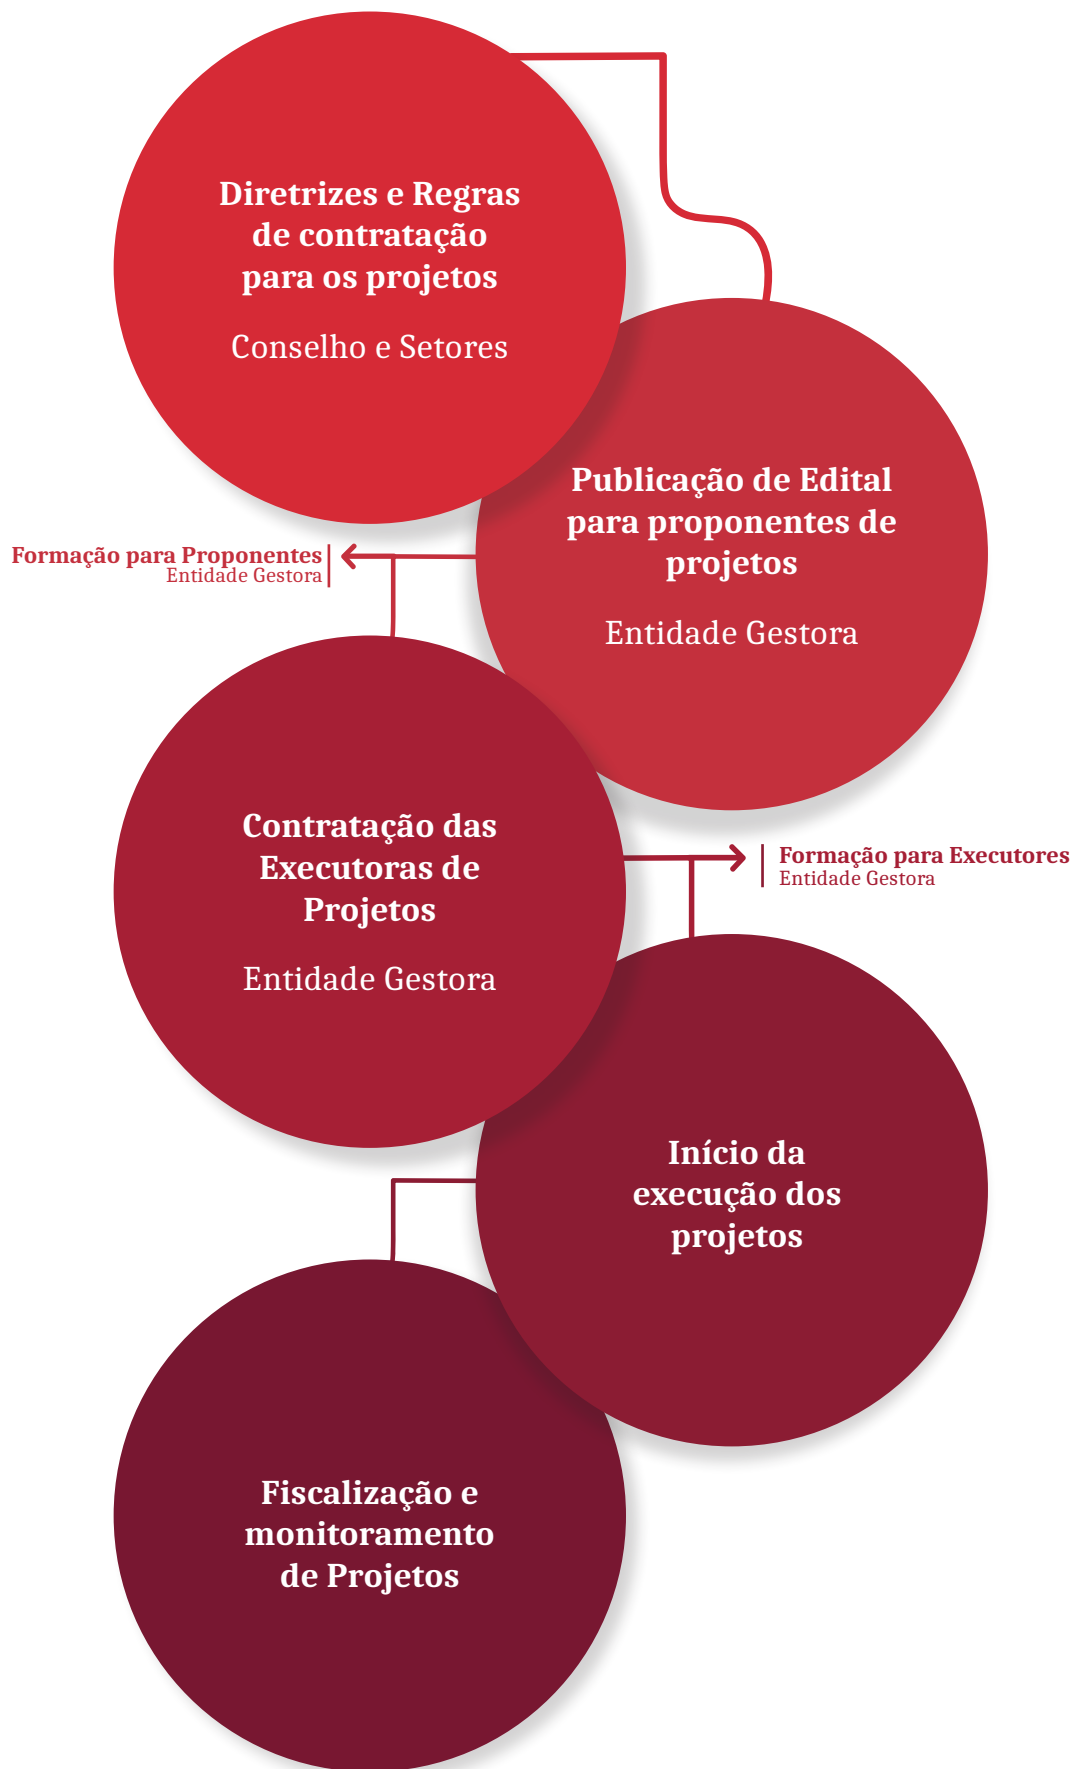 Diretrizes e Regras
de contratação
para os projetos
Conselho e Setores
Publicação de Edital
para proponentes de
projetos
Entidade Gestora
Formação para Proponentes
Entidade Gestora
Contratação das
Executoras de
Projetos
Entidade Gestora
Formação para Executores
Entidade Gestora
Início da
execução dos
projetos
Fiscalização e
monitoramento
de Projetos